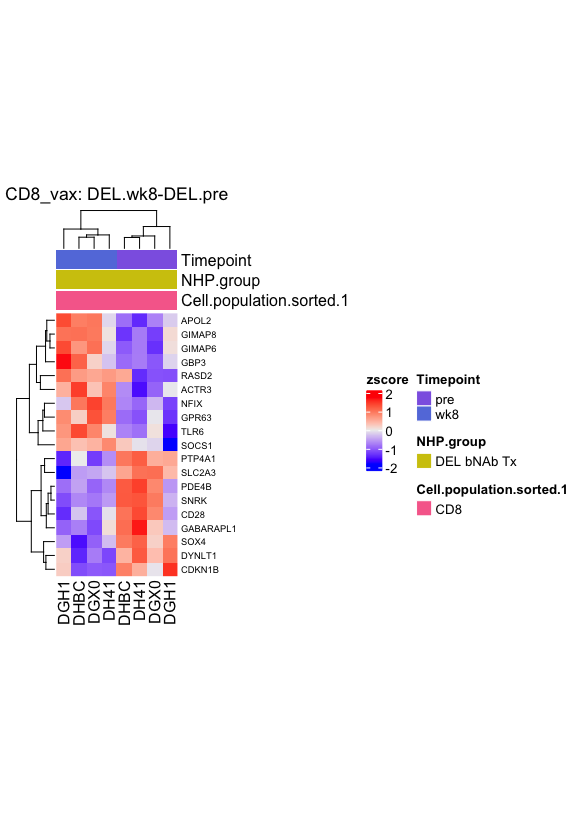 CD8_vax: DEL.wk8-DEL.pre
Timepoint
NHP.group
Cell.population.sorted.1
APOL2
GIMAP8
GIMAP6
GBP3
RASD2
ACTR3
NFIX
GPR63
TLR6
SOCS1
PTP4A1
SLC2A3
PDE4B
SNRK
CD28
GABARAPL1
SOX4
DYNLT1
CDKN1B
DGH1
DHBC
DGX0
DH41
DHBC
DH41
DGX0
DGH1
zscore
2
1
0
-1
-2
Timepoint
pre
wk8
NHP.group
DEL bNAb Tx
Cell.population.sorted.1
CD8